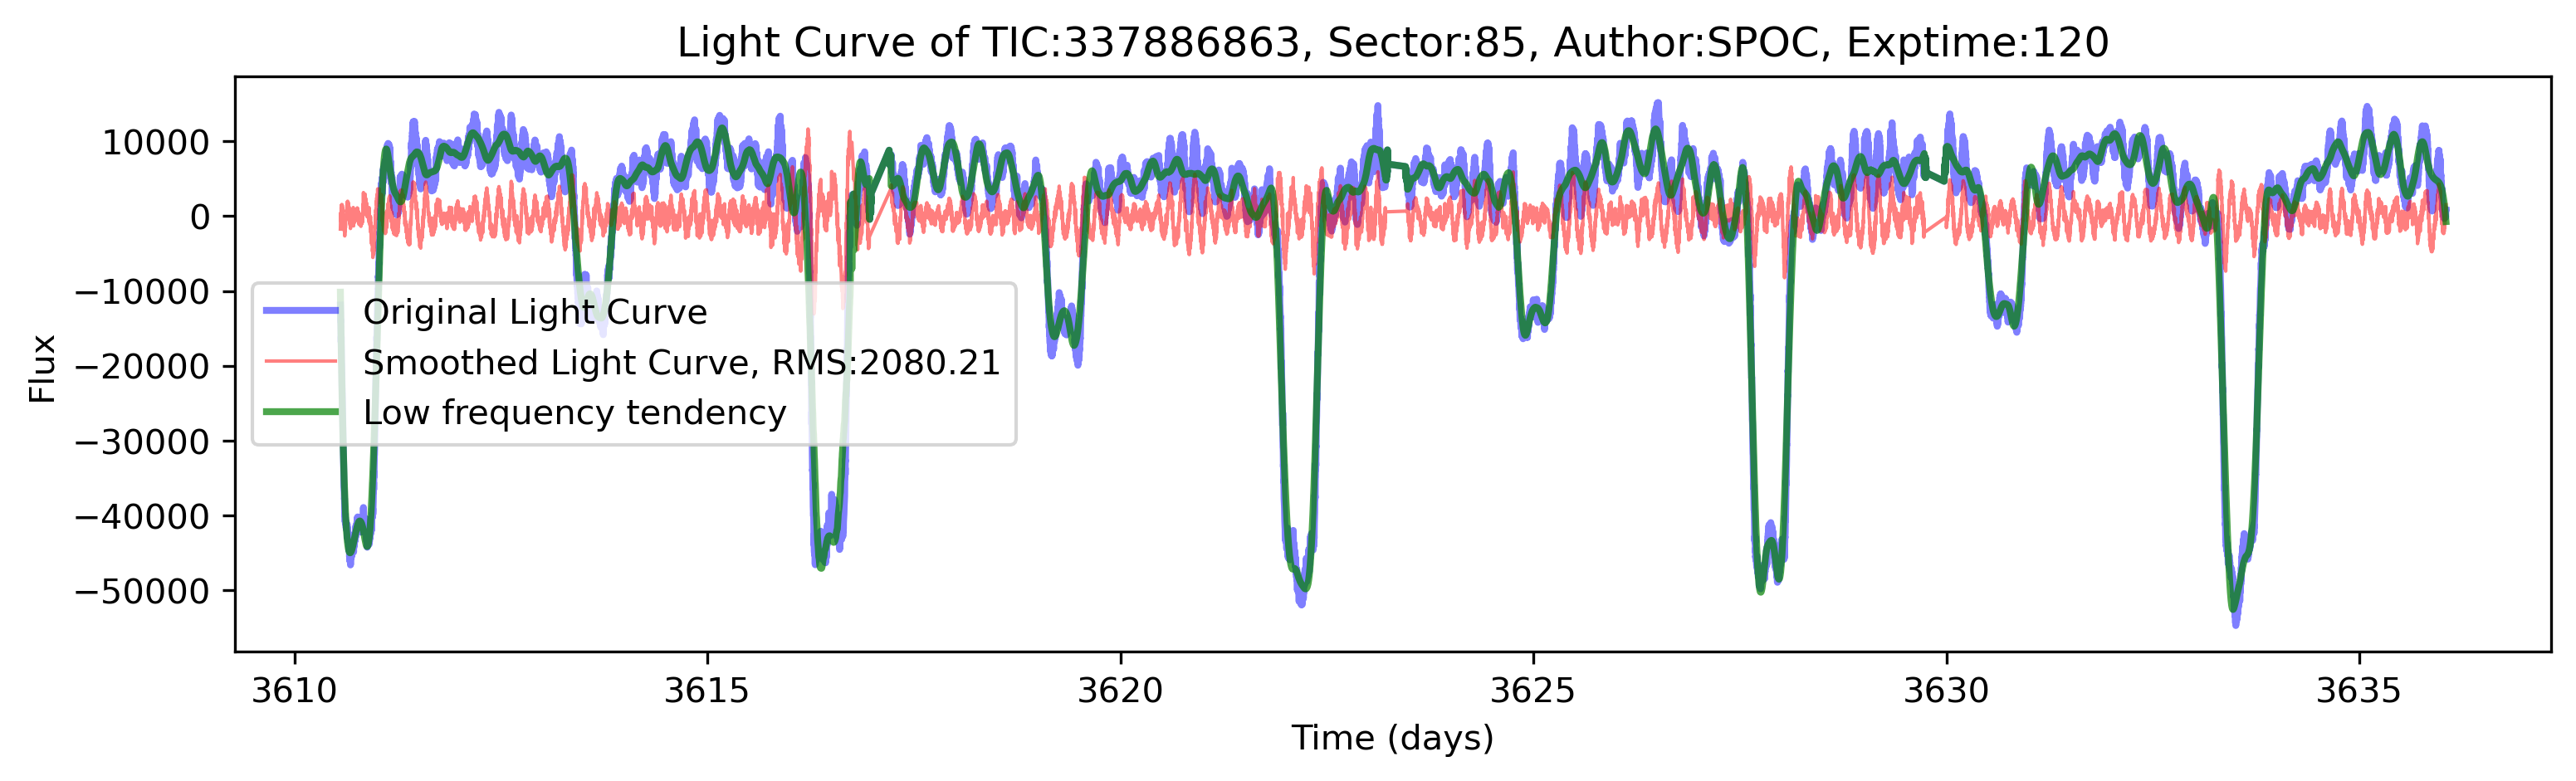 Light Curve of TIC:337886863, Sector:85, Author:SPOC, Exptime:120
10000
0
−10000
−20000
−30000
−40000
−50000
Flux
Original Light Curve
Smoothed Light Curve, RMS:2080.21
Low frequency tendency
3610 3615 3620 3625 3630 3635
Time (days)